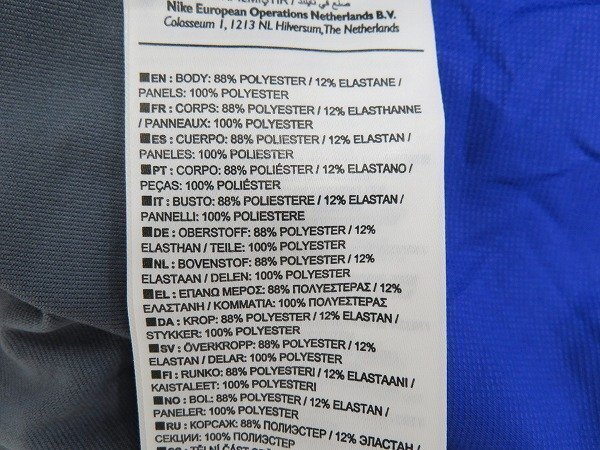 Nike European Operations Netherlands B.V.
Colosseum 1, 1213 NL Hilversum, The Netherlands
EN : BODY: 88% POLYESTER / 12% ELASTANE /
PANELS: 100% POLYESTER
FR : CORPS: 88% POLYESTER / 12% ELASTHANNE
/ PANNEAUX: 100% POLYESTER
ES : CUERPO: 88% POLIESTER / 12% ELASTAN /
PANELES: 100% POLIESTER
PT : CORPO: 88% POLIÉSTER / 12% ELASTANO /
PEÇAS: 100% POLIÉSTER
IT : BUSTO: 88% POLIESTERE / 12% ELASTAN /
PANNELLI: 100% POLIESTERE
DE : OBERSTOFF: 88% POLYESTER / 12%
ELASTHAN / TEILE: 100% POLYESTER
NL : BOVENSTOF: 88% POLYESTER / 12%
ELASTAAN / DELEN: 100% POLYESTER
EL : ΕΠΑΝΩ ΜΕΡΟΣ: 88% ΠΟΛΥΕΣΤΕΡΑΣ / 12%
ΕΛΑΣΤΑΝΗ / ΚΟΜΜΑΤΙΑ: 100% ΠΟΛΥΕΣΤΕΡΑΣ
DA : KROP: 88% POLYESTER / 12% ELASTAN /
STYKKER: 100% POLYESTER
SV : ÖVERKROPP: 88% POLYESTER / 12%
ELASTAN / DELAR: 100% POLYESTER
FI : RUNKO: 88% POLYESTERI / 12% ELASTAANI /
KAISTALEET: 100% POLYESTERI
NO : BOL: 88% POLYESTER / 12% ELASTAN /
PANELER: 100% POLYESTER
RU : КОРСАЖ: 88% ПОЛИЭСТЕР / 12% ЭЛАСТАН /
СЕКЦИИ: 100% ПОЛИЭСТЕР